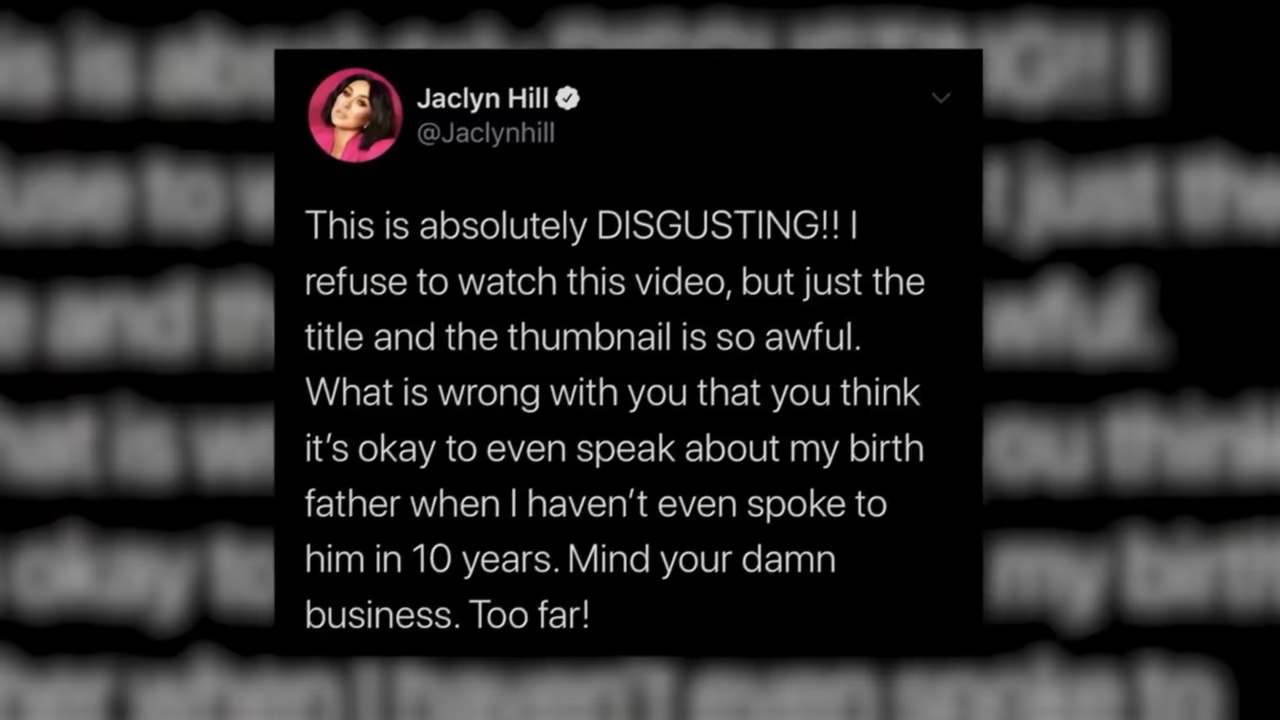 Jaclyn Hill
@Jaclynhill
This is absolutely DISGUSTING!! I
refuse to watch this video, but just the
title and the thumbnail is so awful.
What is wrong with you that you think
it's okay to even speak about my birth
father when I haven't even spoke to
him in 10 years. Mind your damn
business. Too far!